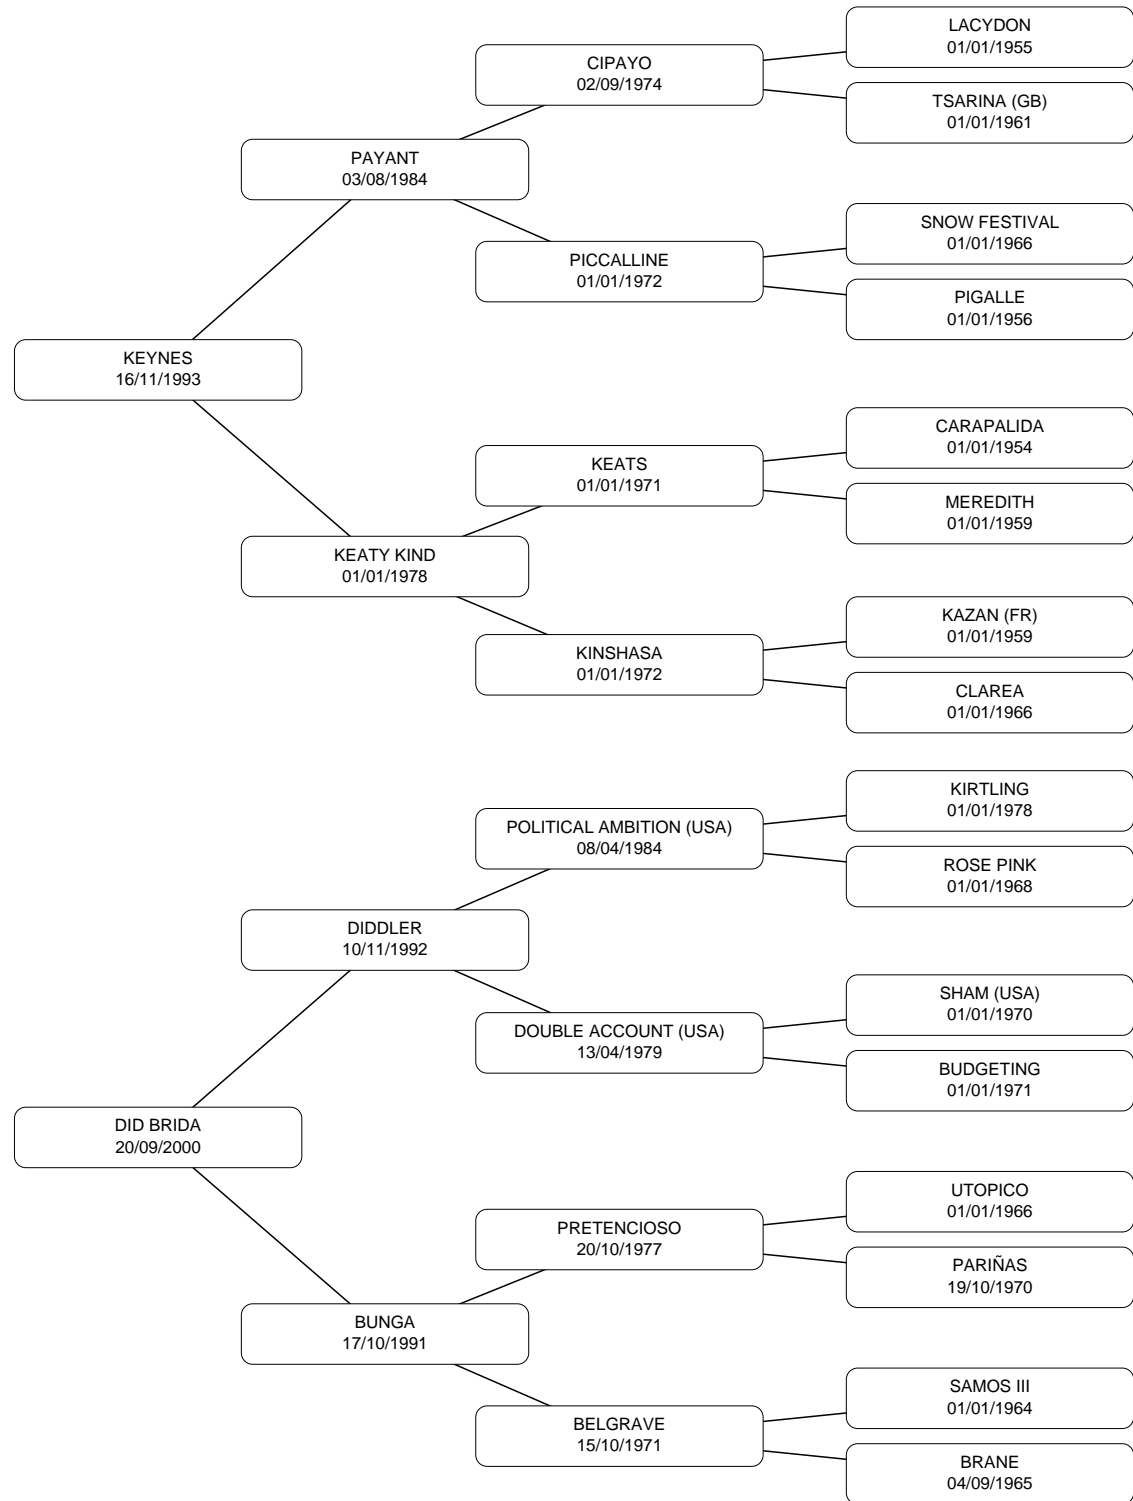 LACYDON
01/01/1955
CIPAYO
02/09/1974
TSARINA (GB)
01/01/1961
PAYANT
03/08/1984
SNOW FESTIVAL
01/01/1966
PICCALLINE
01/01/1972
PIGALLE
01/01/1956
KEYNES
16/11/1993
CARAPALIDA
01/01/1954
KEATS
01/01/1971
MEREDITH
01/01/1959
KEATY KIND
01/01/1978
KAZAN (FR)
01/01/1959
KINSHASA
01/01/1972
CLAREA
01/01/1966
KIRTLING
01/01/1978
POLITICAL AMBITION (USA)
08/04/1984
ROSE PINK
01/01/1968
DIDDLER
10/11/1992
SHAM (USA)
01/01/1970
DOUBLE ACCOUNT (USA)
13/04/1979
BUDGETING
01/01/1971
DID BRIDA
20/09/2000
UTOPICO
01/01/1966
PRETENCIOSO
20/10/1977
PARIÑAS
19/10/1970
BUNGA
17/10/1991
SAMOS III
01/01/1964
BELGRAVE
15/10/1971
BRANE
04/09/1965